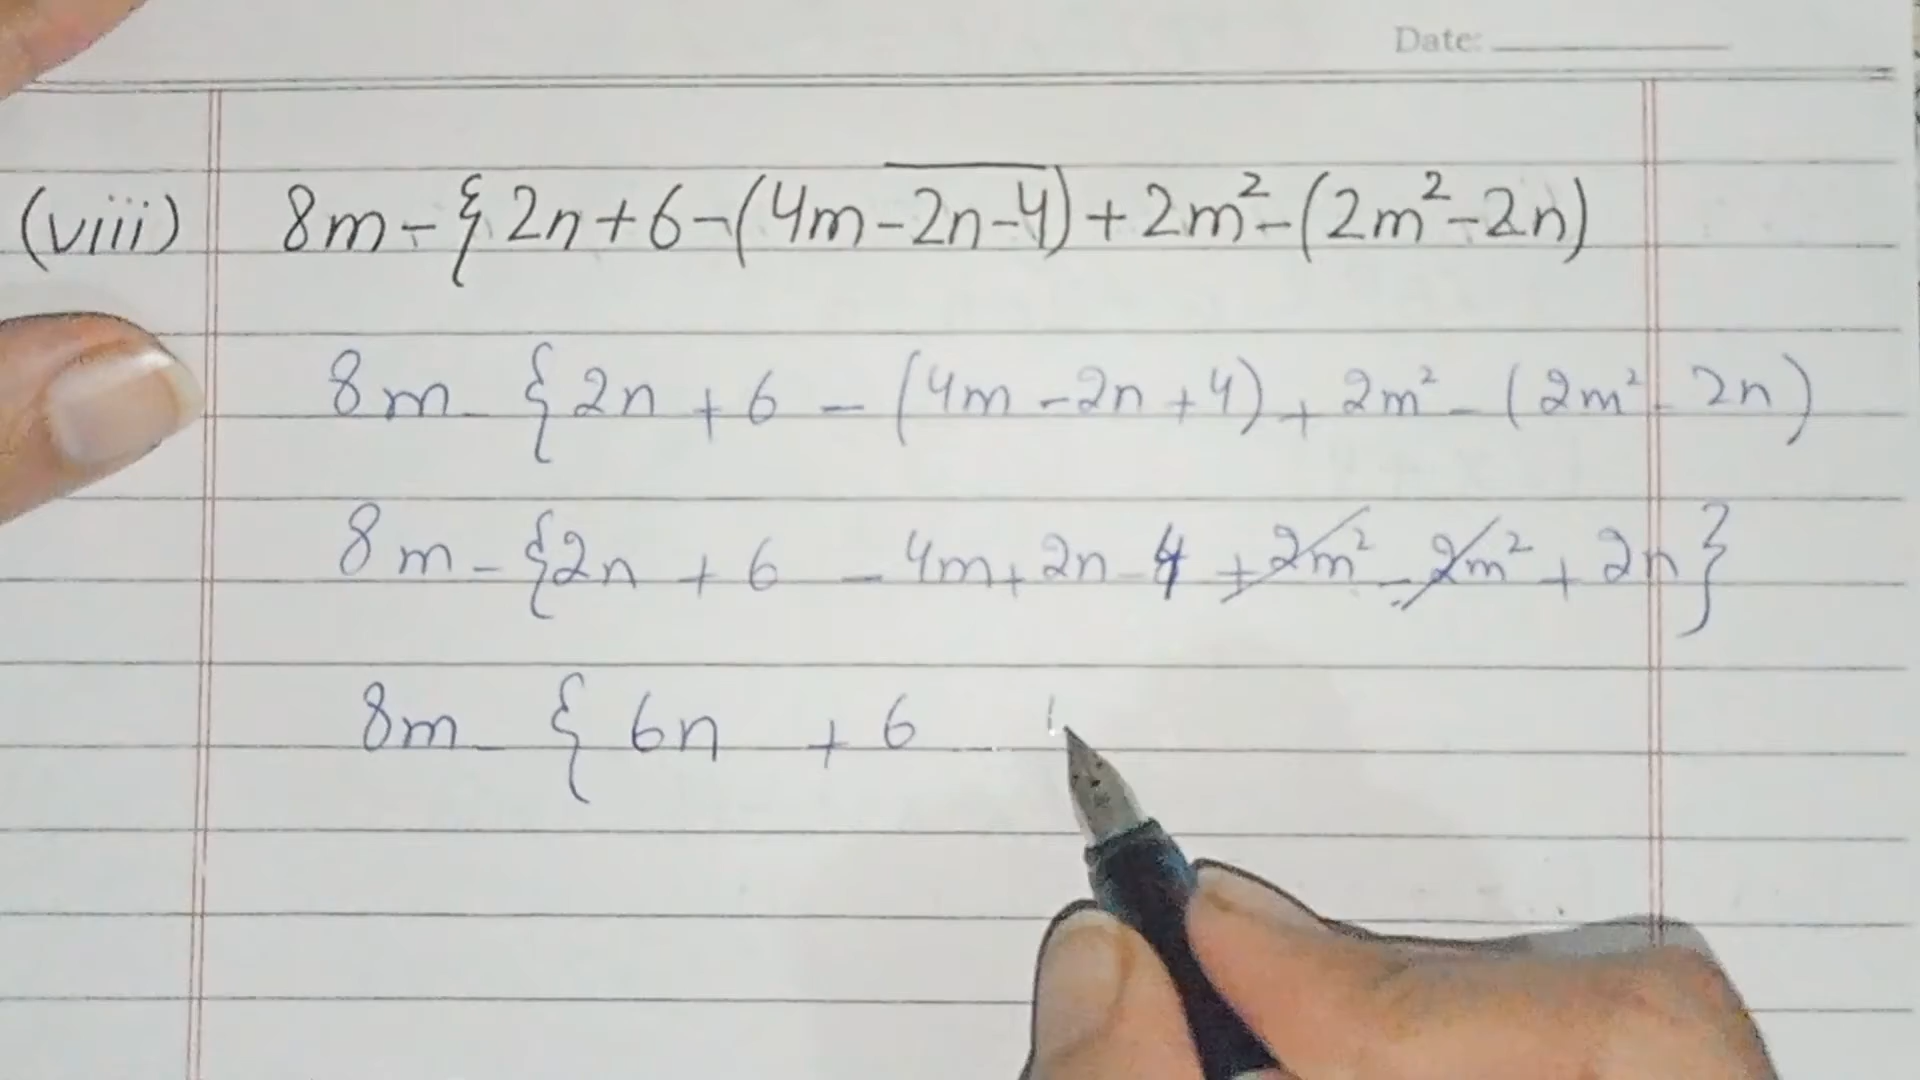 Date:
(viii) 8m - { 2n + 6 - (4m - 2n̅ ̅-̅ ̅4̅) + 2m² - (2m² - 2n)
8m - { 2n + 6 - (4m - 2n + 4) + 2m² - (2m² - 2n)
8m - {2n + 6 - 4m + 2n - 4 + 2m² - 2m² + 2n}
8m - { 6n + 6 -